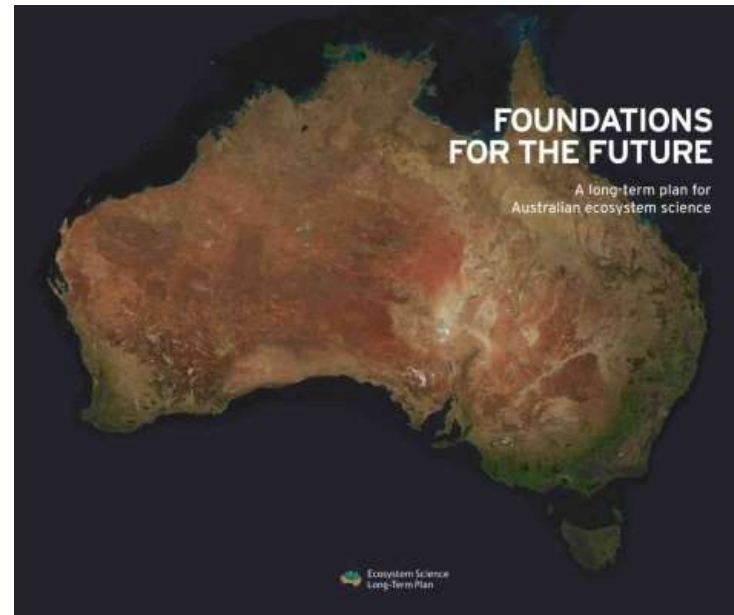 FOUNDATIONS
FOR THE FUTURE
A long-term plan for
Australian ecosystem science
Ecosystem Science
Long-Term Plan